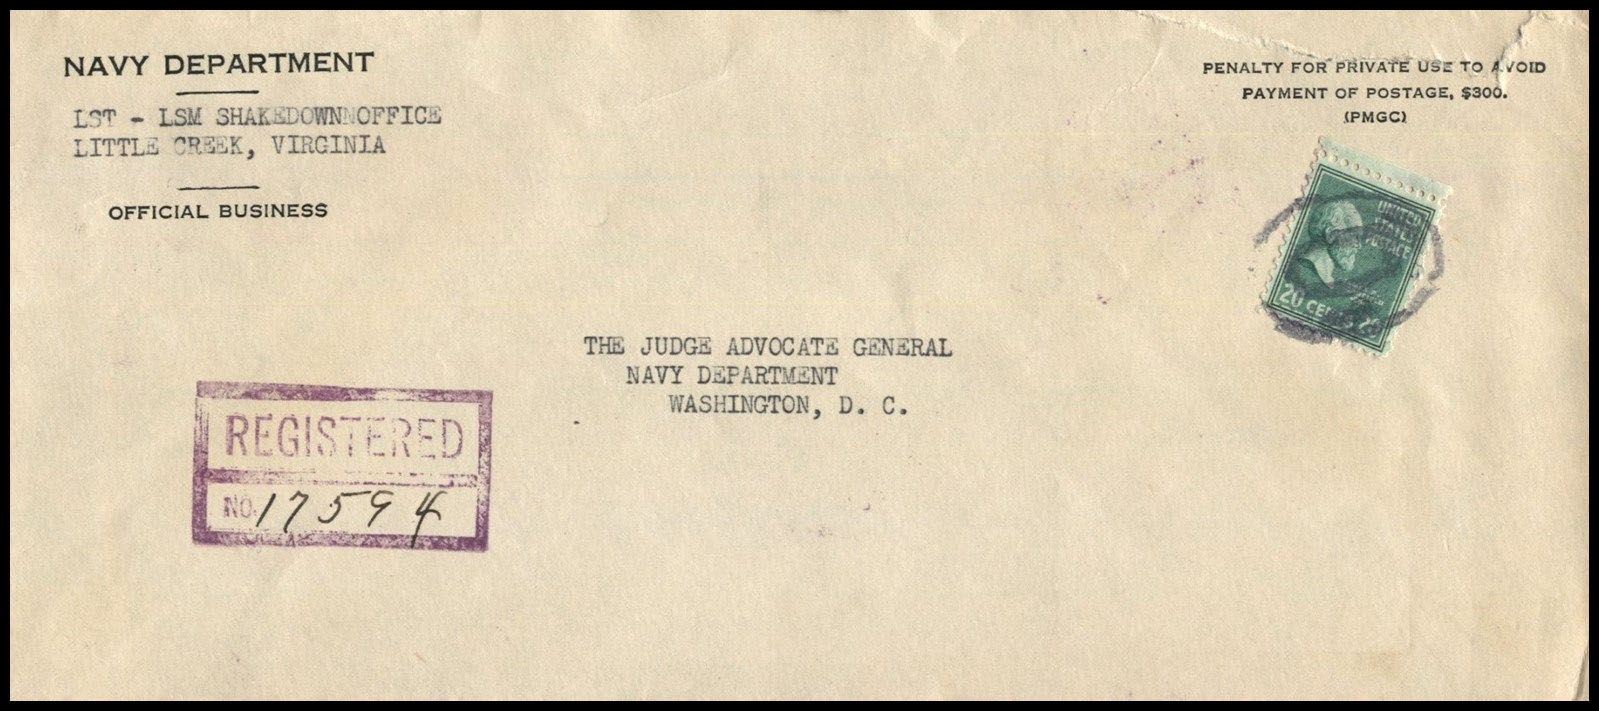 NAVY DEPARTMENT
LST - LSM SHAKEDOWNNOFFICE
LITTLE CREEK, VIRGINIA
OFFICIAL BUSINESS
PENALTY FOR PRIVATE USE TO AVOID
PAYMENT OF POSTAGE, $300.
(PMGC)
UNITED
STATES
POSTAGE
20 CENTS 20
THE JUDGE ADVOCATE GENERAL
NAVY DEPARTMENT
WASHINGTON, D. C.
REGISTERED
NO. 17594